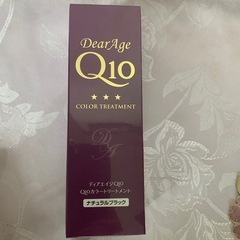 DearAge
Q10
COLOR TREATMENT
ディアエイジQ10
Q10カラートリートメント
ナチュラルブラック